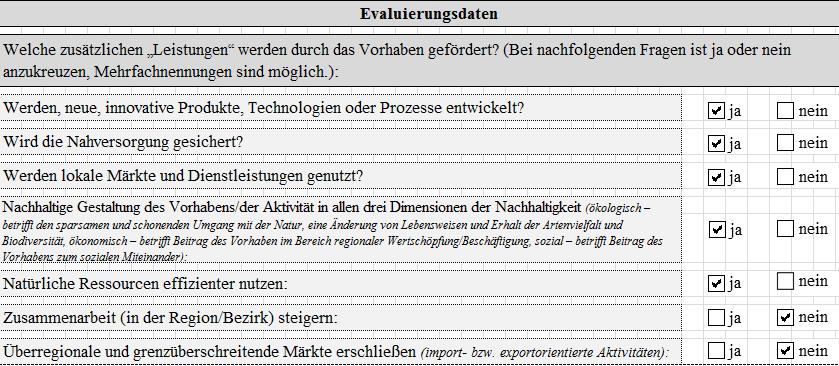 Evaluierungsdaten
Welche zusätzlichen „Leistungen“ werden durch das Vorhaben gefördert? (Bei nachfolgenden Fragen ist ja oder nein
anzukreuzen, Mehrfachnennungen sind möglich.):
Werden, neue, innovative Produkte, Technologien oder Prozesse entwickelt? ja nein
Wird die Nahversorgung gesichert? ja nein
Werden lokale Märkte und Dienstleistungen genutzt? ja nein
Nachhaltige Gestaltung des Vorhabens/der Aktivität in allen drei Dimensionen der Nachhaltigkeit (ökologisch –
betrifft den sparsamen und schonenden Umgang mit der Natur, eine Änderung von Lebensweisen und Erhalt der Artenvielfalt und
Biodiversität, ökonomisch – betrifft Beitrag des Vorhaben im Bereich regionaler Wertschöpfung/Beschäftigung, sozial – betrifft Beitrag des
Vorhabens zum sozialen Miteinander): ja nein
Natürliche Ressourcen effizienter nutzen: ja nein
Zusammenarbeit (in der Region/Bezirk) steigern: ja nein
Überregionale und grenzüberschreitende Märkte erschließen (import- bzw. exportorientierte Aktivitäten): ja nein